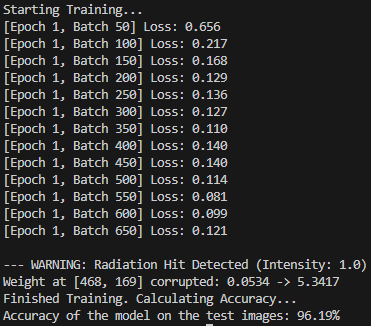 Starting Training...
[Epoch 1, Batch 50] Loss: 0.656
[Epoch 1, Batch 100] Loss: 0.217
[Epoch 1, Batch 150] Loss: 0.168
[Epoch 1, Batch 200] Loss: 0.129
[Epoch 1, Batch 250] Loss: 0.136
[Epoch 1, Batch 300] Loss: 0.127
[Epoch 1, Batch 350] Loss: 0.110
[Epoch 1, Batch 400] Loss: 0.140
[Epoch 1, Batch 450] Loss: 0.140
[Epoch 1, Batch 500] Loss: 0.114
[Epoch 1, Batch 550] Loss: 0.081
[Epoch 1, Batch 600] Loss: 0.099
[Epoch 1, Batch 650] Loss: 0.121
--- WARNING: Radiation Hit Detected (Intensity: 1.0)
Weight at [468, 169] corrupted: 0.0534 -> 5.3417
Finished Training. Calculating Accuracy...
Accuracy of the model on the test images: 96.19%